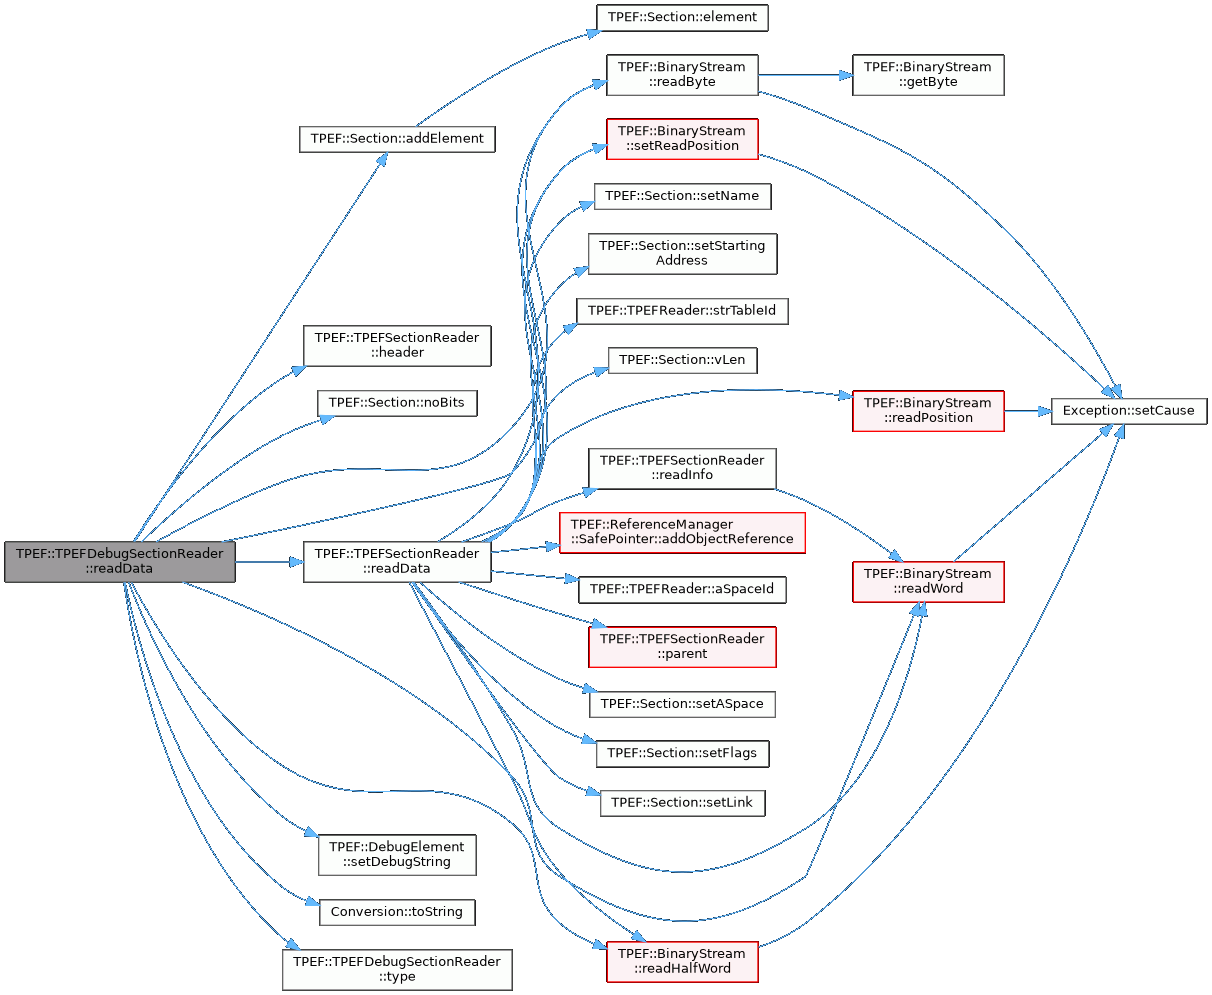 TPEF::Section::element
TPEF::BinaryStream
::readByte
TPEF::BinaryStream
::getByte
TPEF::Section::addElement
TPEF::BinaryStream
::setReadPosition
TPEF::Section::setName
TPEF::Section::setStarting
Address
TPEF::TPEFReader::strTableId
TPEF::TPEFSectionReader
::header
TPEF::Section::vLen
TPEF::Section::noBits
TPEF::BinaryStream
::readPosition
Exception::setCause
TPEF::TPEFSectionReader
::readInfo
TPEF::ReferenceManager
::SafePointer::addObjectReference
TPEF::TPEFDebugSectionReader
::readData
TPEF::TPEFSectionReader
::readData
TPEF::TPEFReader::aSpaceId
TPEF::BinaryStream
::readWord
TPEF::TPEFSectionReader
::parent
TPEF::Section::setASpace
TPEF::Section::setFlags
TPEF::Section::setLink
TPEF::DebugElement
::setDebugString
Conversion::toString
TPEF::TPEFDebugSectionReader
::type
TPEF::BinaryStream
::readHalfWord